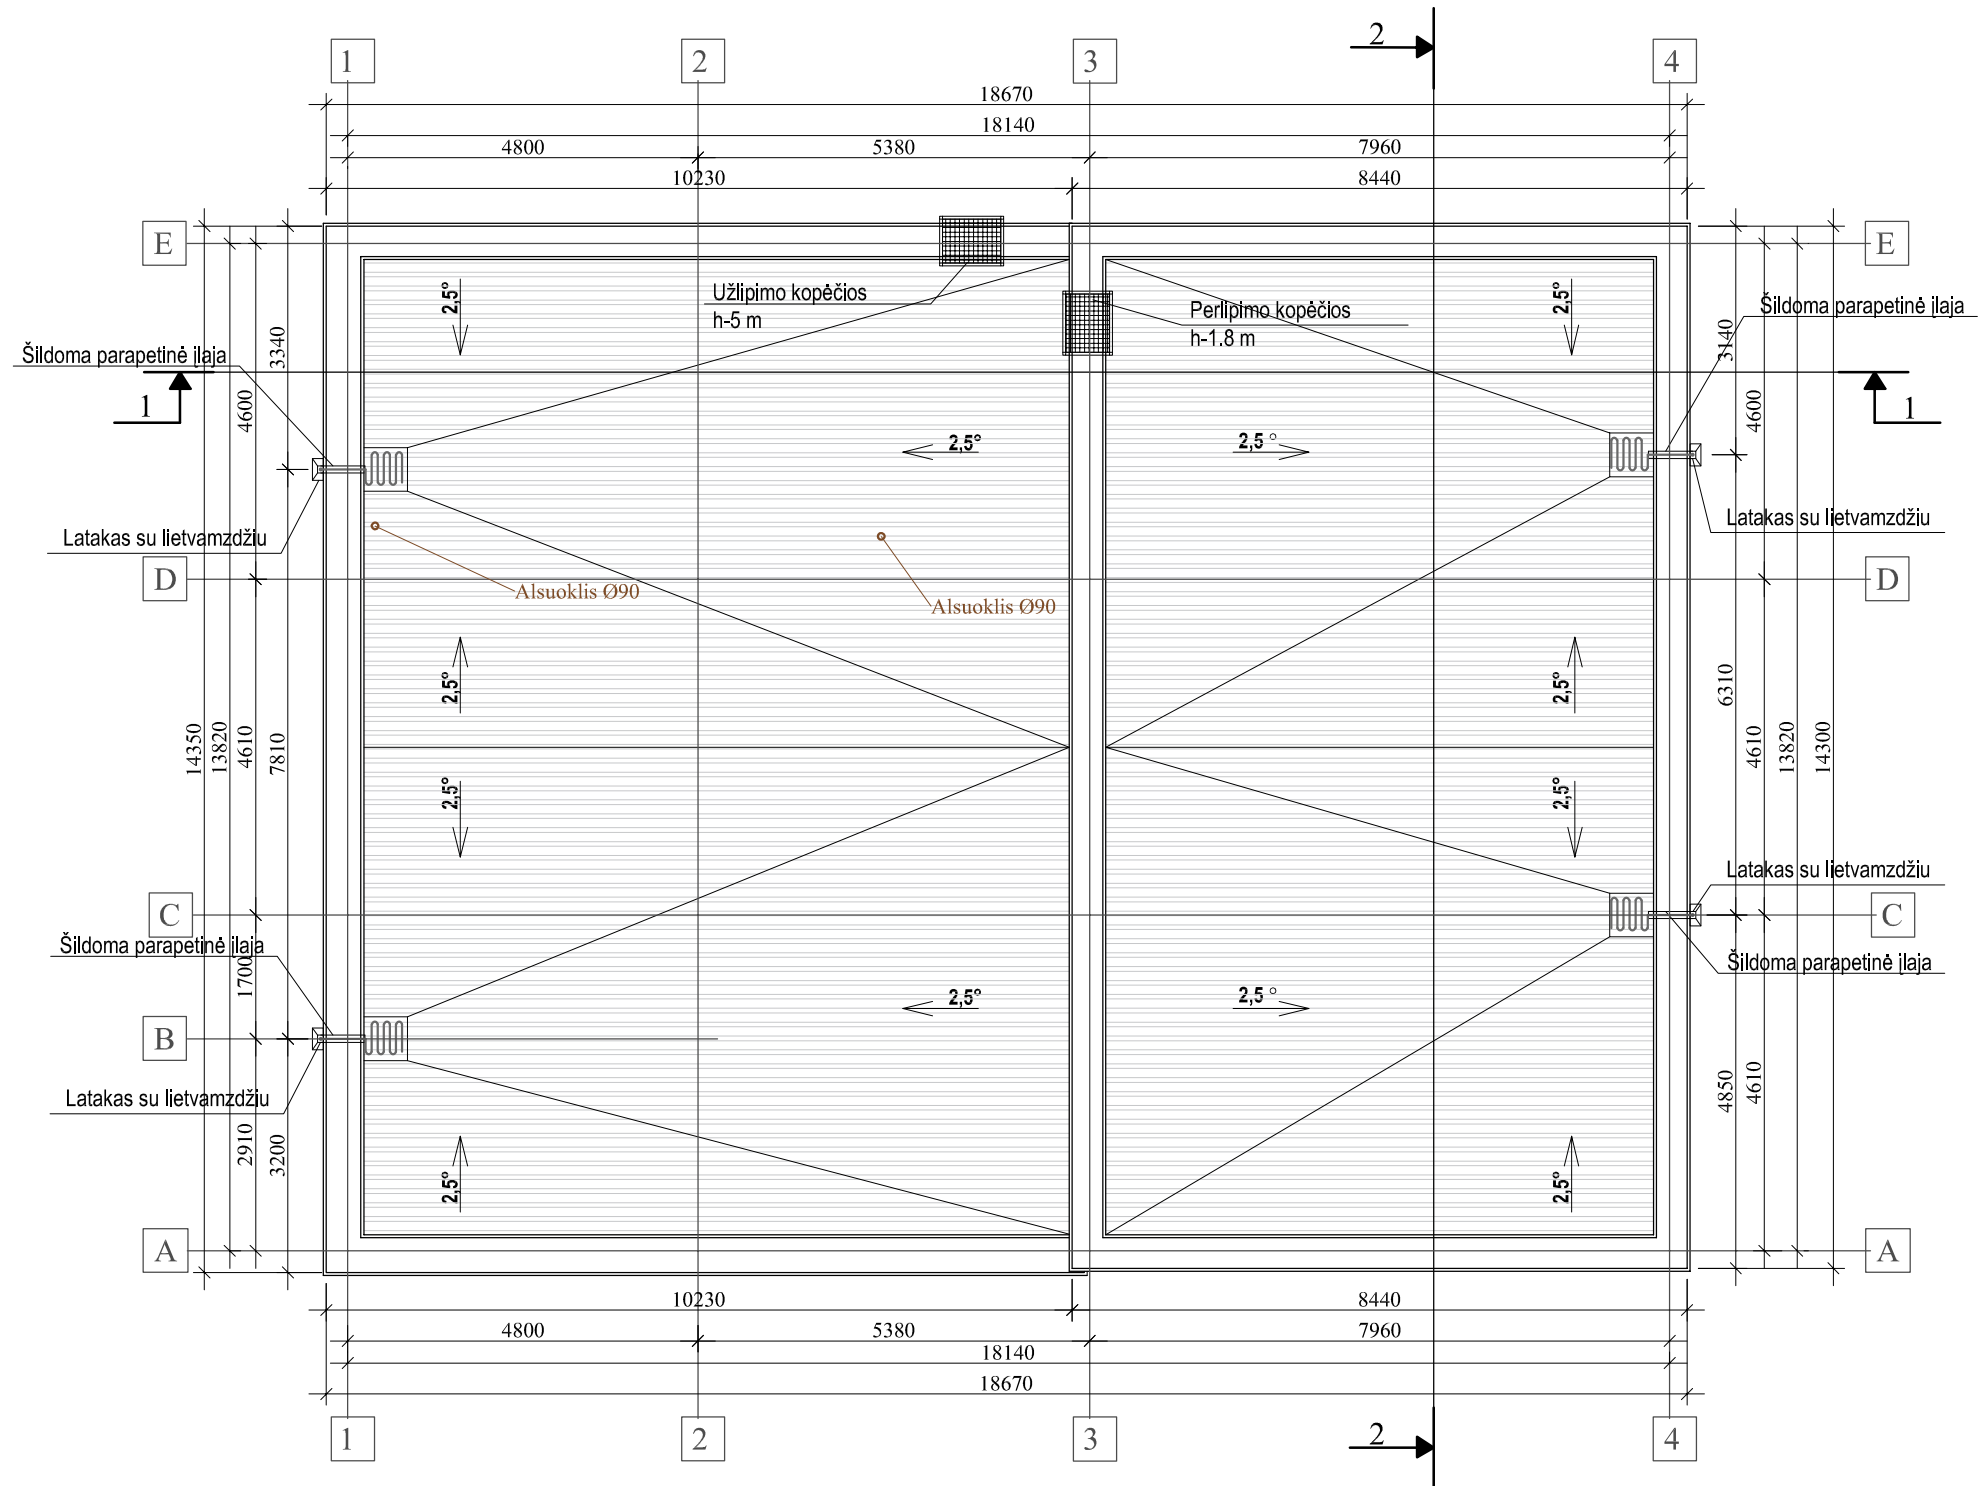 2
1
2
3
4
18670
18140
4800
5380
7960
10230
8440
E
E
2,5°
Užlipimo kopėčios
h-5 m
Perlipimo kopėčios
h-1.8 m
2,5°
Šildoma parapetinė įlaja
Šildoma parapetinė įlaja
3340
3140
4600
4600
1
1
2,5°
2,5 °
Latakas su lietvamzdžiu
Latakas su lietvamzdžiu
D
D
Alsuoklis Ø90
Alsuoklis Ø90
2,5°
2,5°
14350
13820
4610
7810
6310
4610
13820
14300
2,5°
2,5°
Latakas su lietvamzdžiu
C
C
Šildoma parapetinė įlaja
Šildoma parapetinė įlaja
1700
2,5°
2,5 °
B
Latakas su lietvamzdžiu
4850
4610
2910
3200
2,5°
2,5°
A
A
10230
8440
4800
5380
7960
18140
18670
1
2
3
2
4